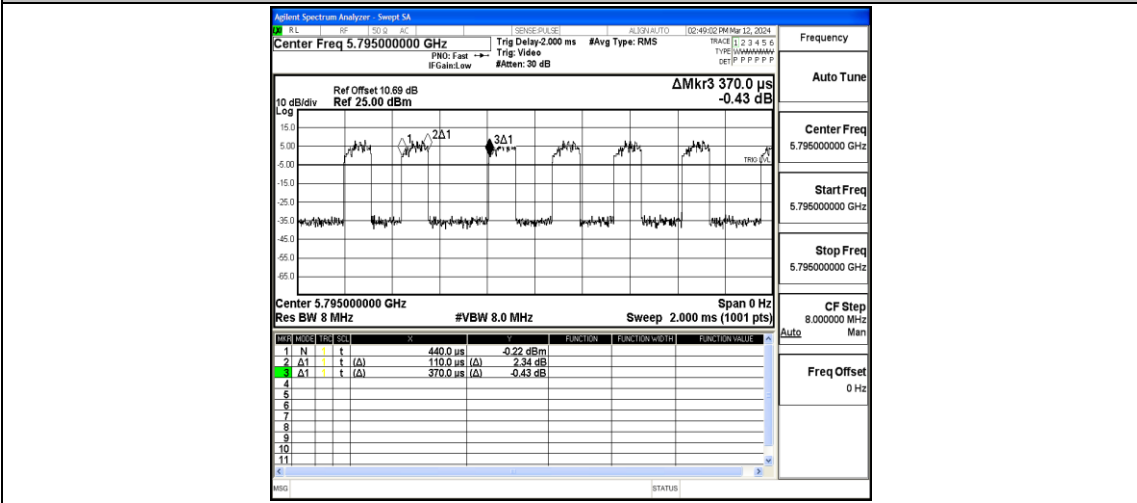 Agilent Spectrum Analyzer - Swept SA
RL RF 50 Ω AC SENSE:PULSE ALIGN AUTO 02:49:02 PM Mar 12, 2024
Center Freq 5.795000000 GHz
PNO: Fast
IFGain:Low
Trig Delay-2.000 ms
Trig: Video
#Atten: 30 dB
#Avg Type: RMS
TRACE 1 2 3 4 5 6
TYPE WWWWWW
DET P P P P P P
ΔMkr3 370.0 µs
-0.43 dB
Ref Offset 10.69 dB
10 dB/div Ref 25.00 dBm
Log
15.0
5.00
-5.00
-15.0
-25.0
-35.0
-45.0
-55.0
-65.0
1
2Δ1
3Δ1
TRIG LVL
Center 5.795000000 GHz Span 0 Hz
Res BW 8 MHz #VBW 8.0 MHz Sweep 2.000 ms (1001 pts)
MKR MODE TRC SCL X Y FUNCTION FUNCTION WIDTH FUNCTION VALUE
1 N 1 t 440.0 µs -0.22 dBm
2 Δ1 1 t (Δ) 110.0 µs (Δ) 2.34 dB
3 Δ1 1 t (Δ) 370.0 µs (Δ) -0.43 dB
4
5
6
7
8
9
10
11
MSG STATUS
Frequency
Auto Tune
Center Freq
5.795000000 GHz
Start Freq
5.795000000 GHz
Stop Freq
5.795000000 GHz
CF Step
8.000000 MHz
Auto Man
Freq Offset
0 Hz